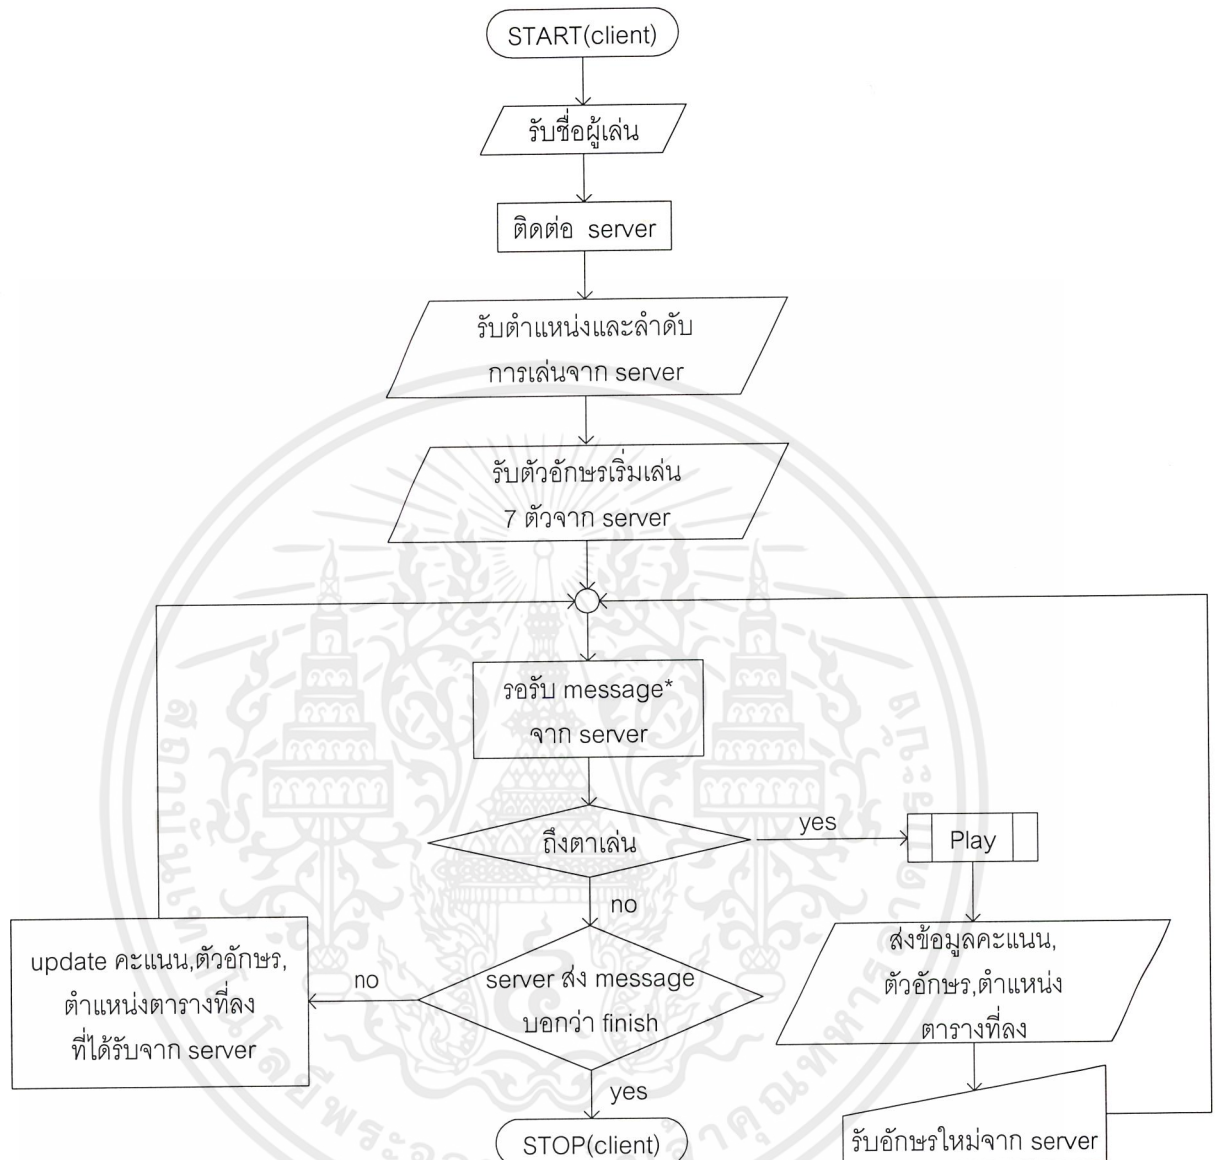 START(client)
รับชื่อผู้เล่น
ติดต่อ server
รับตำแหน่งและลำดับ
การเล่นจาก server
รับตัวอักษรเริ่มเล่น
7 ตัวจาก server
รอรับ message*
จาก server
ถึงตาเล่น
yes
Play
no
ส่งข้อมูลคะแนน,
ตัวอักษร,ตำแหน่ง
ตารางที่ลง
server ส่ง message
บอกว่า finish
no
update คะแนน,ตัวอักษร,
ตำแหน่งตารางที่ลง
ที่ได้รับจาก server
yes
STOP(client)
รับอักษรใหม่จาก server